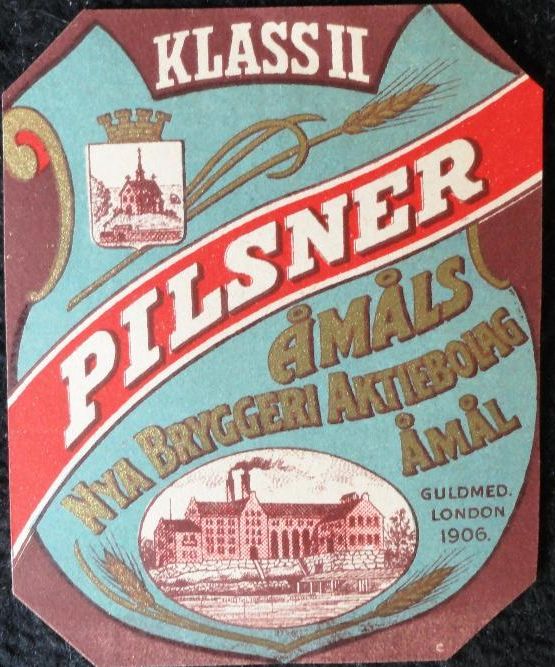 KLASS II
PILSNER
ÅMÅLS
NYA BRYGGERI AKTIEBOLAG
ÅMÅL
GULDMED.
LONDON
1906.
C